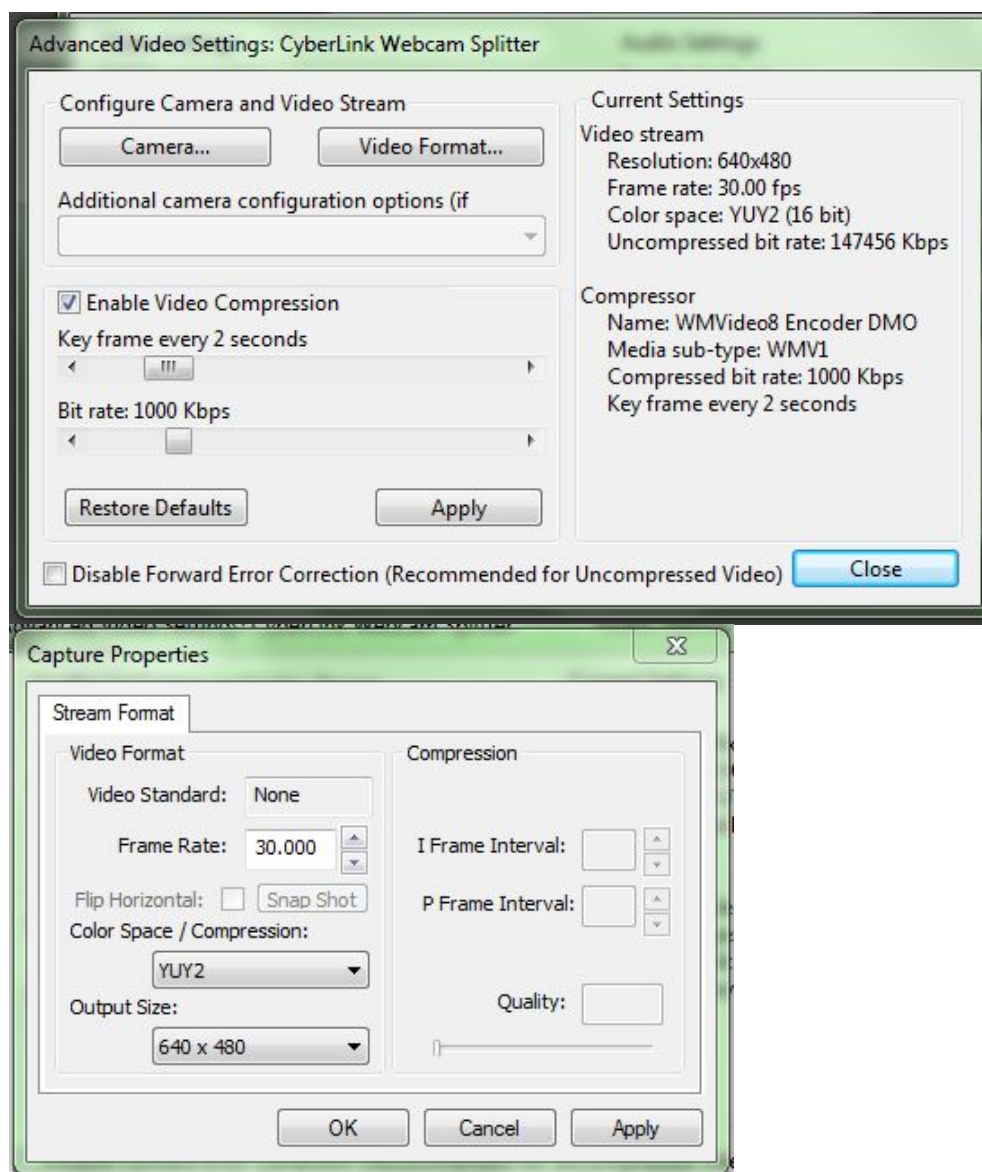 Advanced Video Settings: CyberLink Webcam Splitter
Configure Camera and Video Stream
Camera...
Video Format...
Additional camera configuration options (if
Enable Video Compression
Key frame every 2 seconds
Bit rate: 1000 Kbps
Restore Defaults
Apply
Disable Forward Error Correction (Recommended for Uncompressed Video)
Close
Current Settings
Video stream
Resolution: 640x480
Frame rate: 30.00 fps
Color space: YUY2 (16 bit)
Uncompressed bit rate: 147456 Kbps
Compressor
Name: WMVideo8 Encoder DMO
Media sub-type: WMV1
Compressed bit rate: 1000 Kbps
Key frame every 2 seconds
Capture Properties
Stream Format
Video Format
Video Standard: None
Frame Rate: 30.000
Flip Horizontal:
Snap Shot
Color Space / Compression:
YUY2
Output Size:
640 x 480
Compression
I Frame Interval:
P Frame Interval:
Quality:
OK
Cancel
Apply